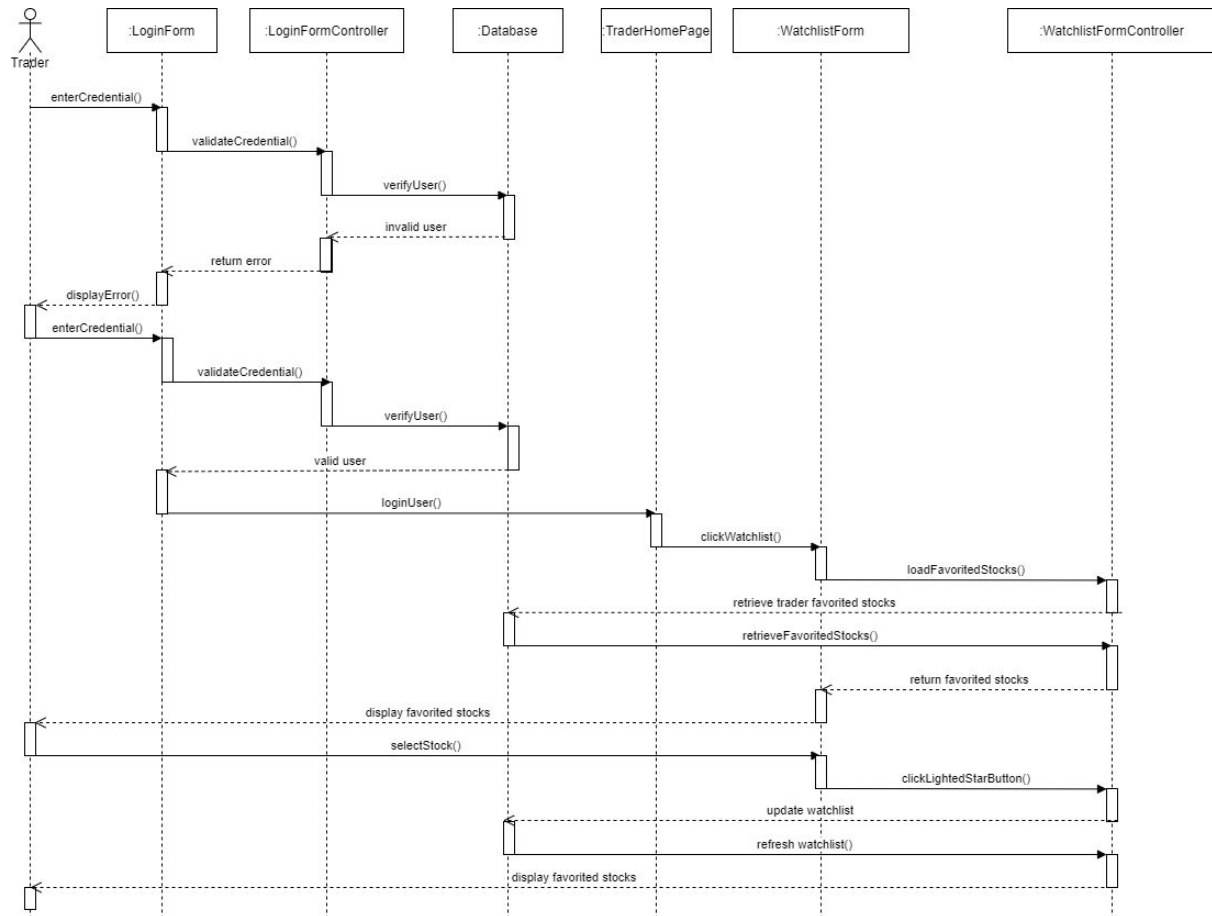 :LoginForm
:LoginFormController
:Database
:TraderHomePage
:WatchlistForm
:WatchlistFormController
Trader
enterCredential()
validateCredential()
verifyUser()
invalid user
return error
displayError()
enterCredential()
validateCredential()
verifyUser()
valid user
loginUser()
clickWatchlist()
loadFavoritedStocks()
retrieve trader favorited stocks
retrieveFavoritedStocks()
return favorited stocks
display favorited stocks
selectStock()
clickLightedStarButton()
update watchlist
refresh watchlist()
display favorited stocks